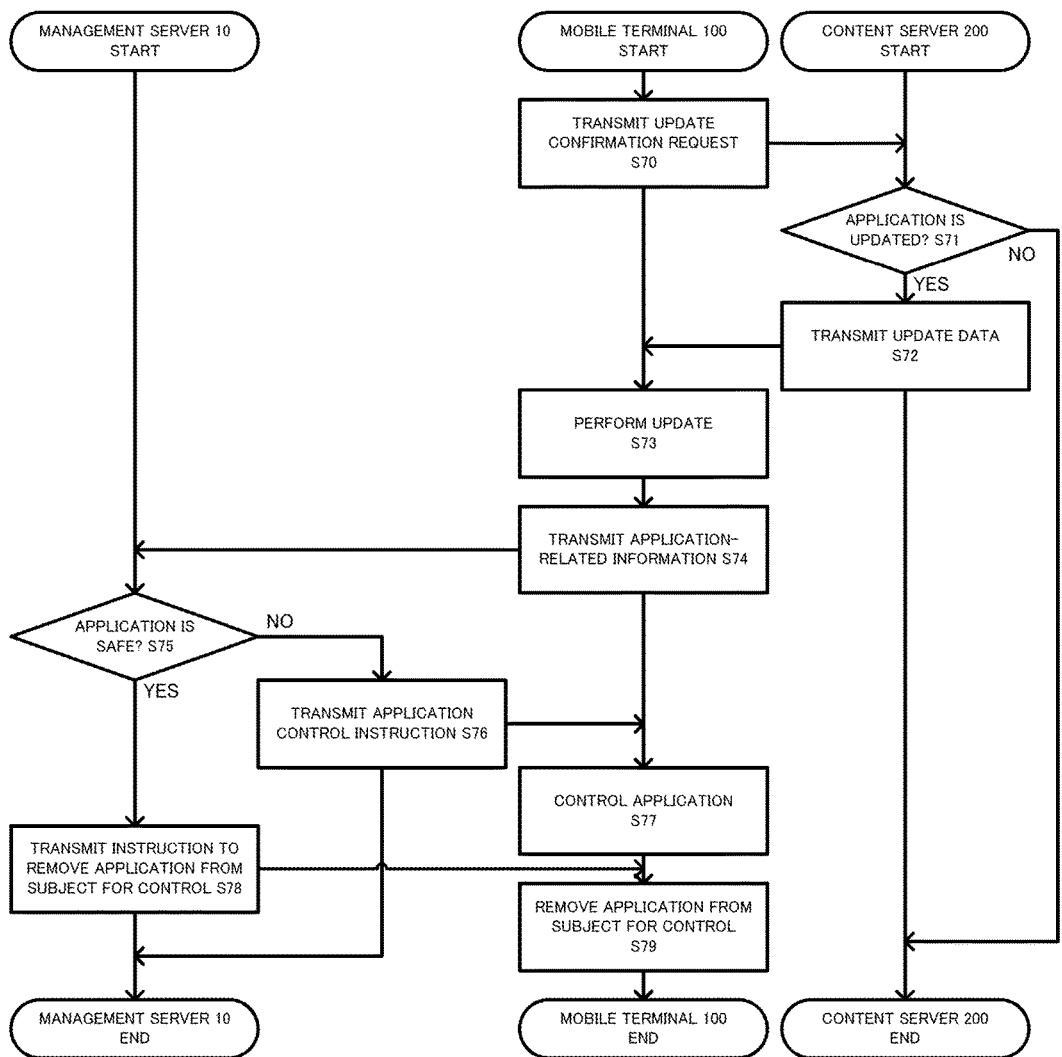 MANAGEMENT SERVER 10
START
MOBILE TERMINAL 100
START
CONTENT SERVER 200
START
TRANSMIT UPDATE
CONFIRMATION REQUEST
S70
APPLICATION IS
UPDATED? S71
NO
YES
TRANSMIT UPDATE DATA
S72
PERFORM UPDATE
S73
TRANSMIT APPLICATION-
RELATED INFORMATION S74
APPLICATION IS
SAFE? S75
NO
YES
TRANSMIT APPLICATION
CONTROL INSTRUCTION S76
CONTROL APPLICATION
S77
TRANSMIT INSTRUCTION TO
REMOVE APPLICATION FROM
SUBJECT FOR CONTROL S78
REMOVE APPLICATION FROM
SUBJECT FOR CONTROL
S79
MANAGEMENT SERVER 10
END
MOBILE TERMINAL 100
END
CONTENT SERVER 200
END